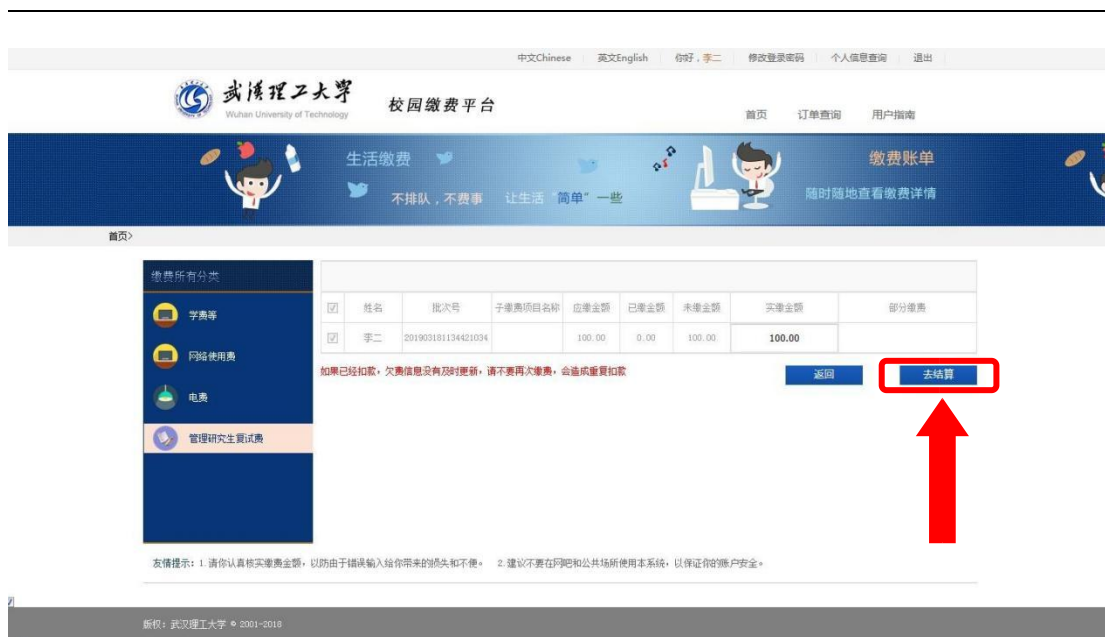 中文Chinese 英文English 你好，李二 修改登录密码 个人信息查询 退出
武汉理工大学
Wuhan University of Technology
校园缴费平台
首页 订单查询 用户指南
生活缴费
不排队，不费事 让生活“简单”一些
缴费账单
随时随地查看缴费详情
首页>
缴费所有分类
学费等
网络使用费
电费
管理研究生复试费
姓名 批次号 子缴费项目名称 应缴金额 已缴金额 未缴金额 实缴金额 部分缴费
李二 201903181134421034 100.00 0.00 100.00 100.00
如果已经扣款，欠费信息没有及时更新，请不要再次缴费，会造成重复扣款
返回 去结算
友情提示：1.请你认真核实缴费金额，以防由于错误输入给你带来的损失和不便。 2.建议不要在网吧和公共场所使用本系统，以保证你的账户安全。
版权：武汉理工大学 © 2001-2018